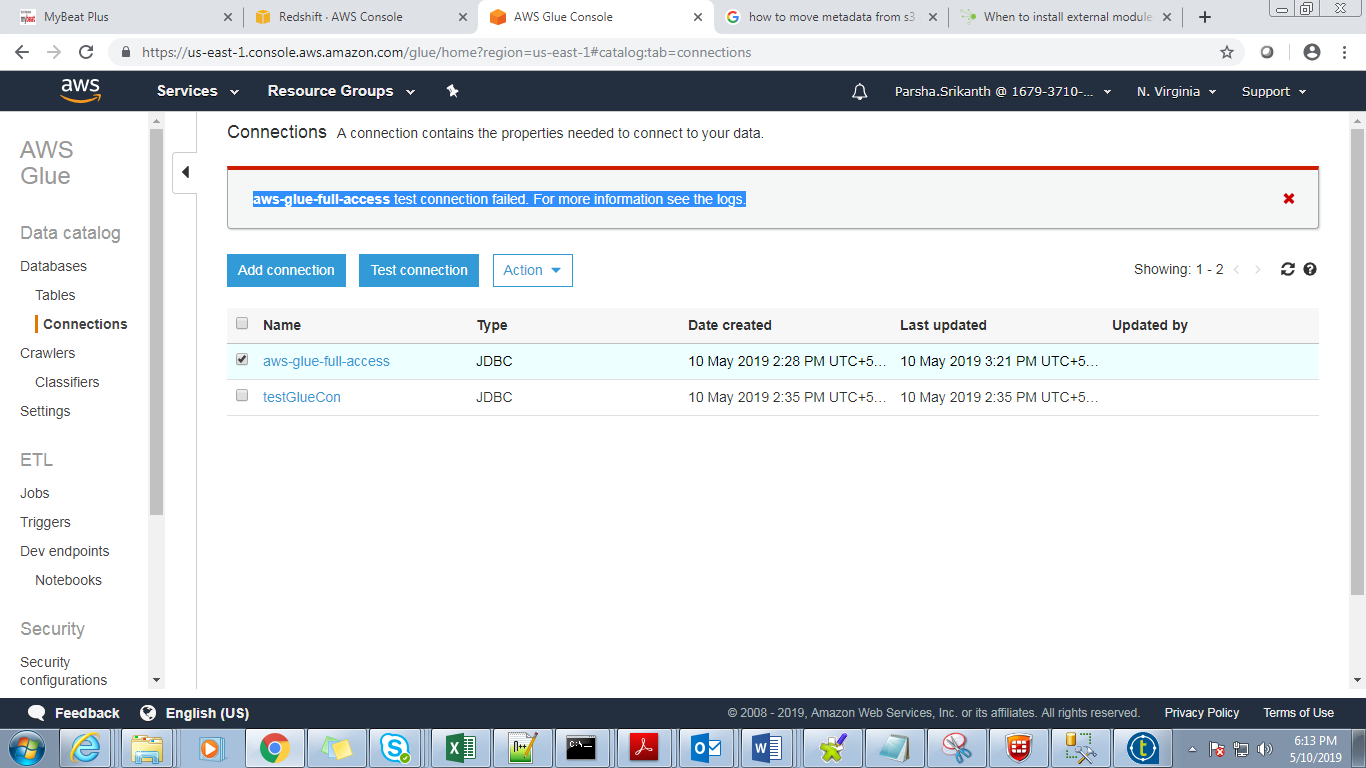 MyBeat Plus
Redshift · AWS Console
AWS Glue Console
how to move metadata from s3
When to install external module
https://us-east-1.console.aws.amazon.com/glue/home?region=us-east-1#catalog:tab=connections
aws
Services
Resource Groups
Parsha.Srikanth @ 1679-3710-...
N. Virginia
Support
AWS
Glue
Data catalog
Databases
Tables
Connections
Crawlers
Classifiers
Settings
ETL
Jobs
Triggers
Dev endpoints
Notebooks
Security
Security
configurations
Connections A connection contains the properties needed to connect to your data.
aws-glue-full-access test connection failed. For more information see the logs.
Add connection
Test connection
Action
Showing: 1 - 2
Name Type Date created Last updated Updated by
aws-glue-full-access JDBC 10 May 2019 2:28 PM UTC+5... 10 May 2019 3:21 PM UTC+5...
testGlueCon JDBC 10 May 2019 2:35 PM UTC+5... 10 May 2019 2:35 PM UTC+5...
Feedback
English (US)
© 2008 - 2019, Amazon Web Services, Inc. or its affiliates. All rights reserved.
Privacy Policy
Terms of Use
6:13 PM
5/10/2019